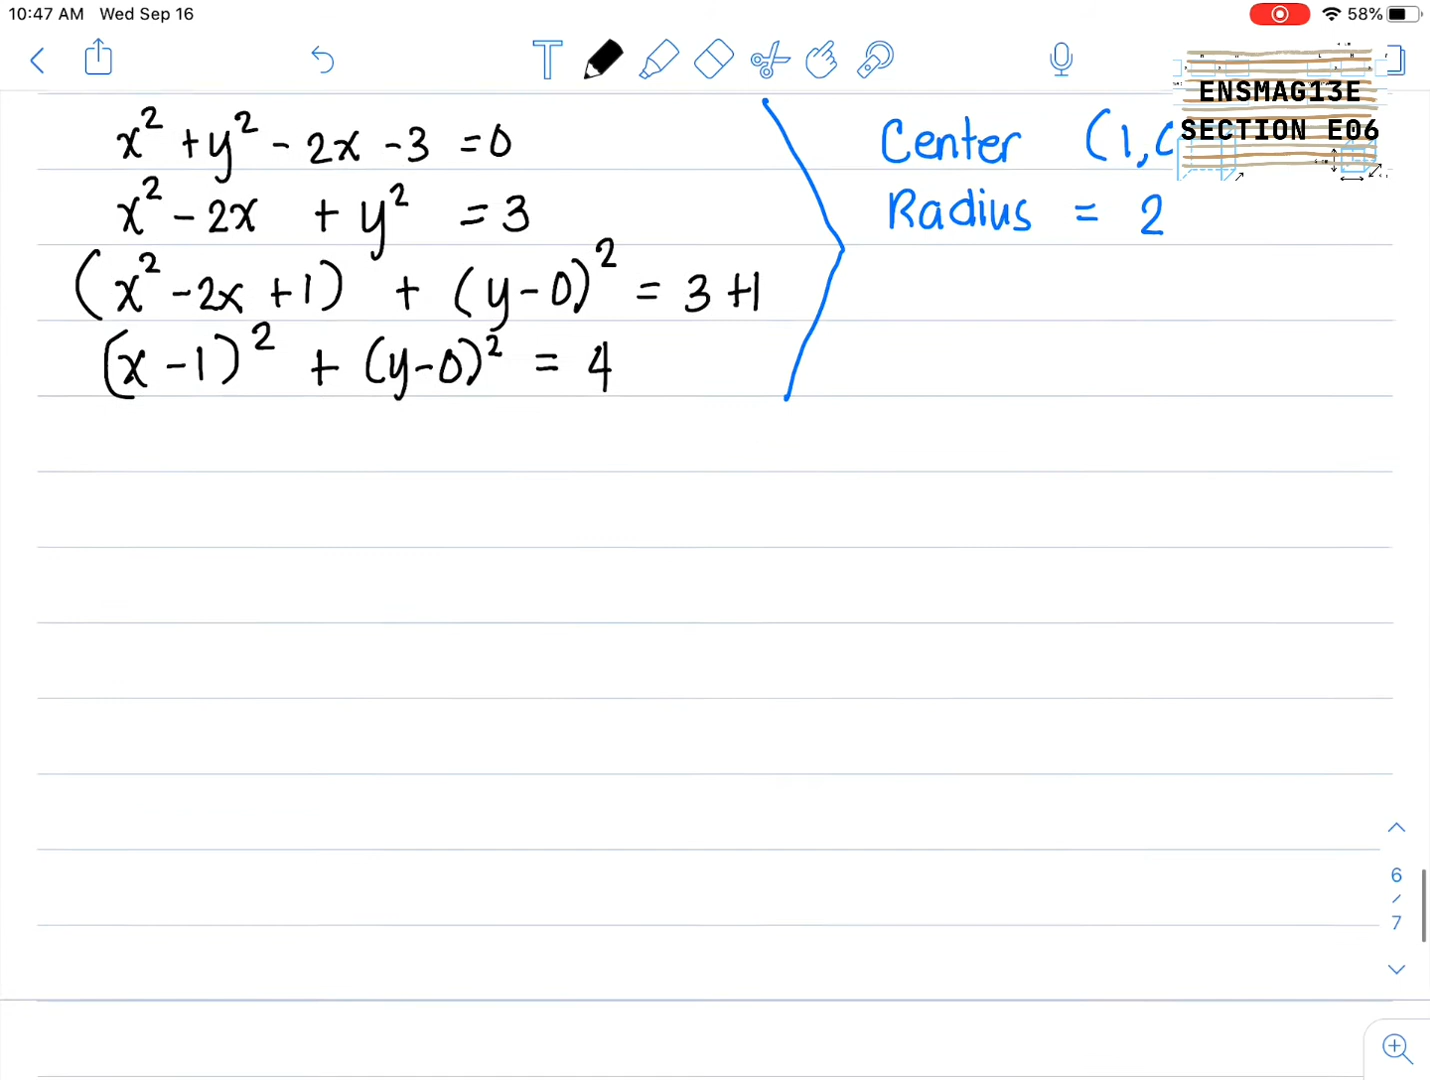 10:47 AM Wed Sep 16
58%
ENSMAG13E
SECTION E06
x² + y² - 2x - 3 = 0
x² - 2x + y² = 3
(x² - 2x + 1) + (y - 0)² = 3 + 1
(x - 1)² + (y - 0)² = 4
Center (1,
Radius = 2
6
/
7